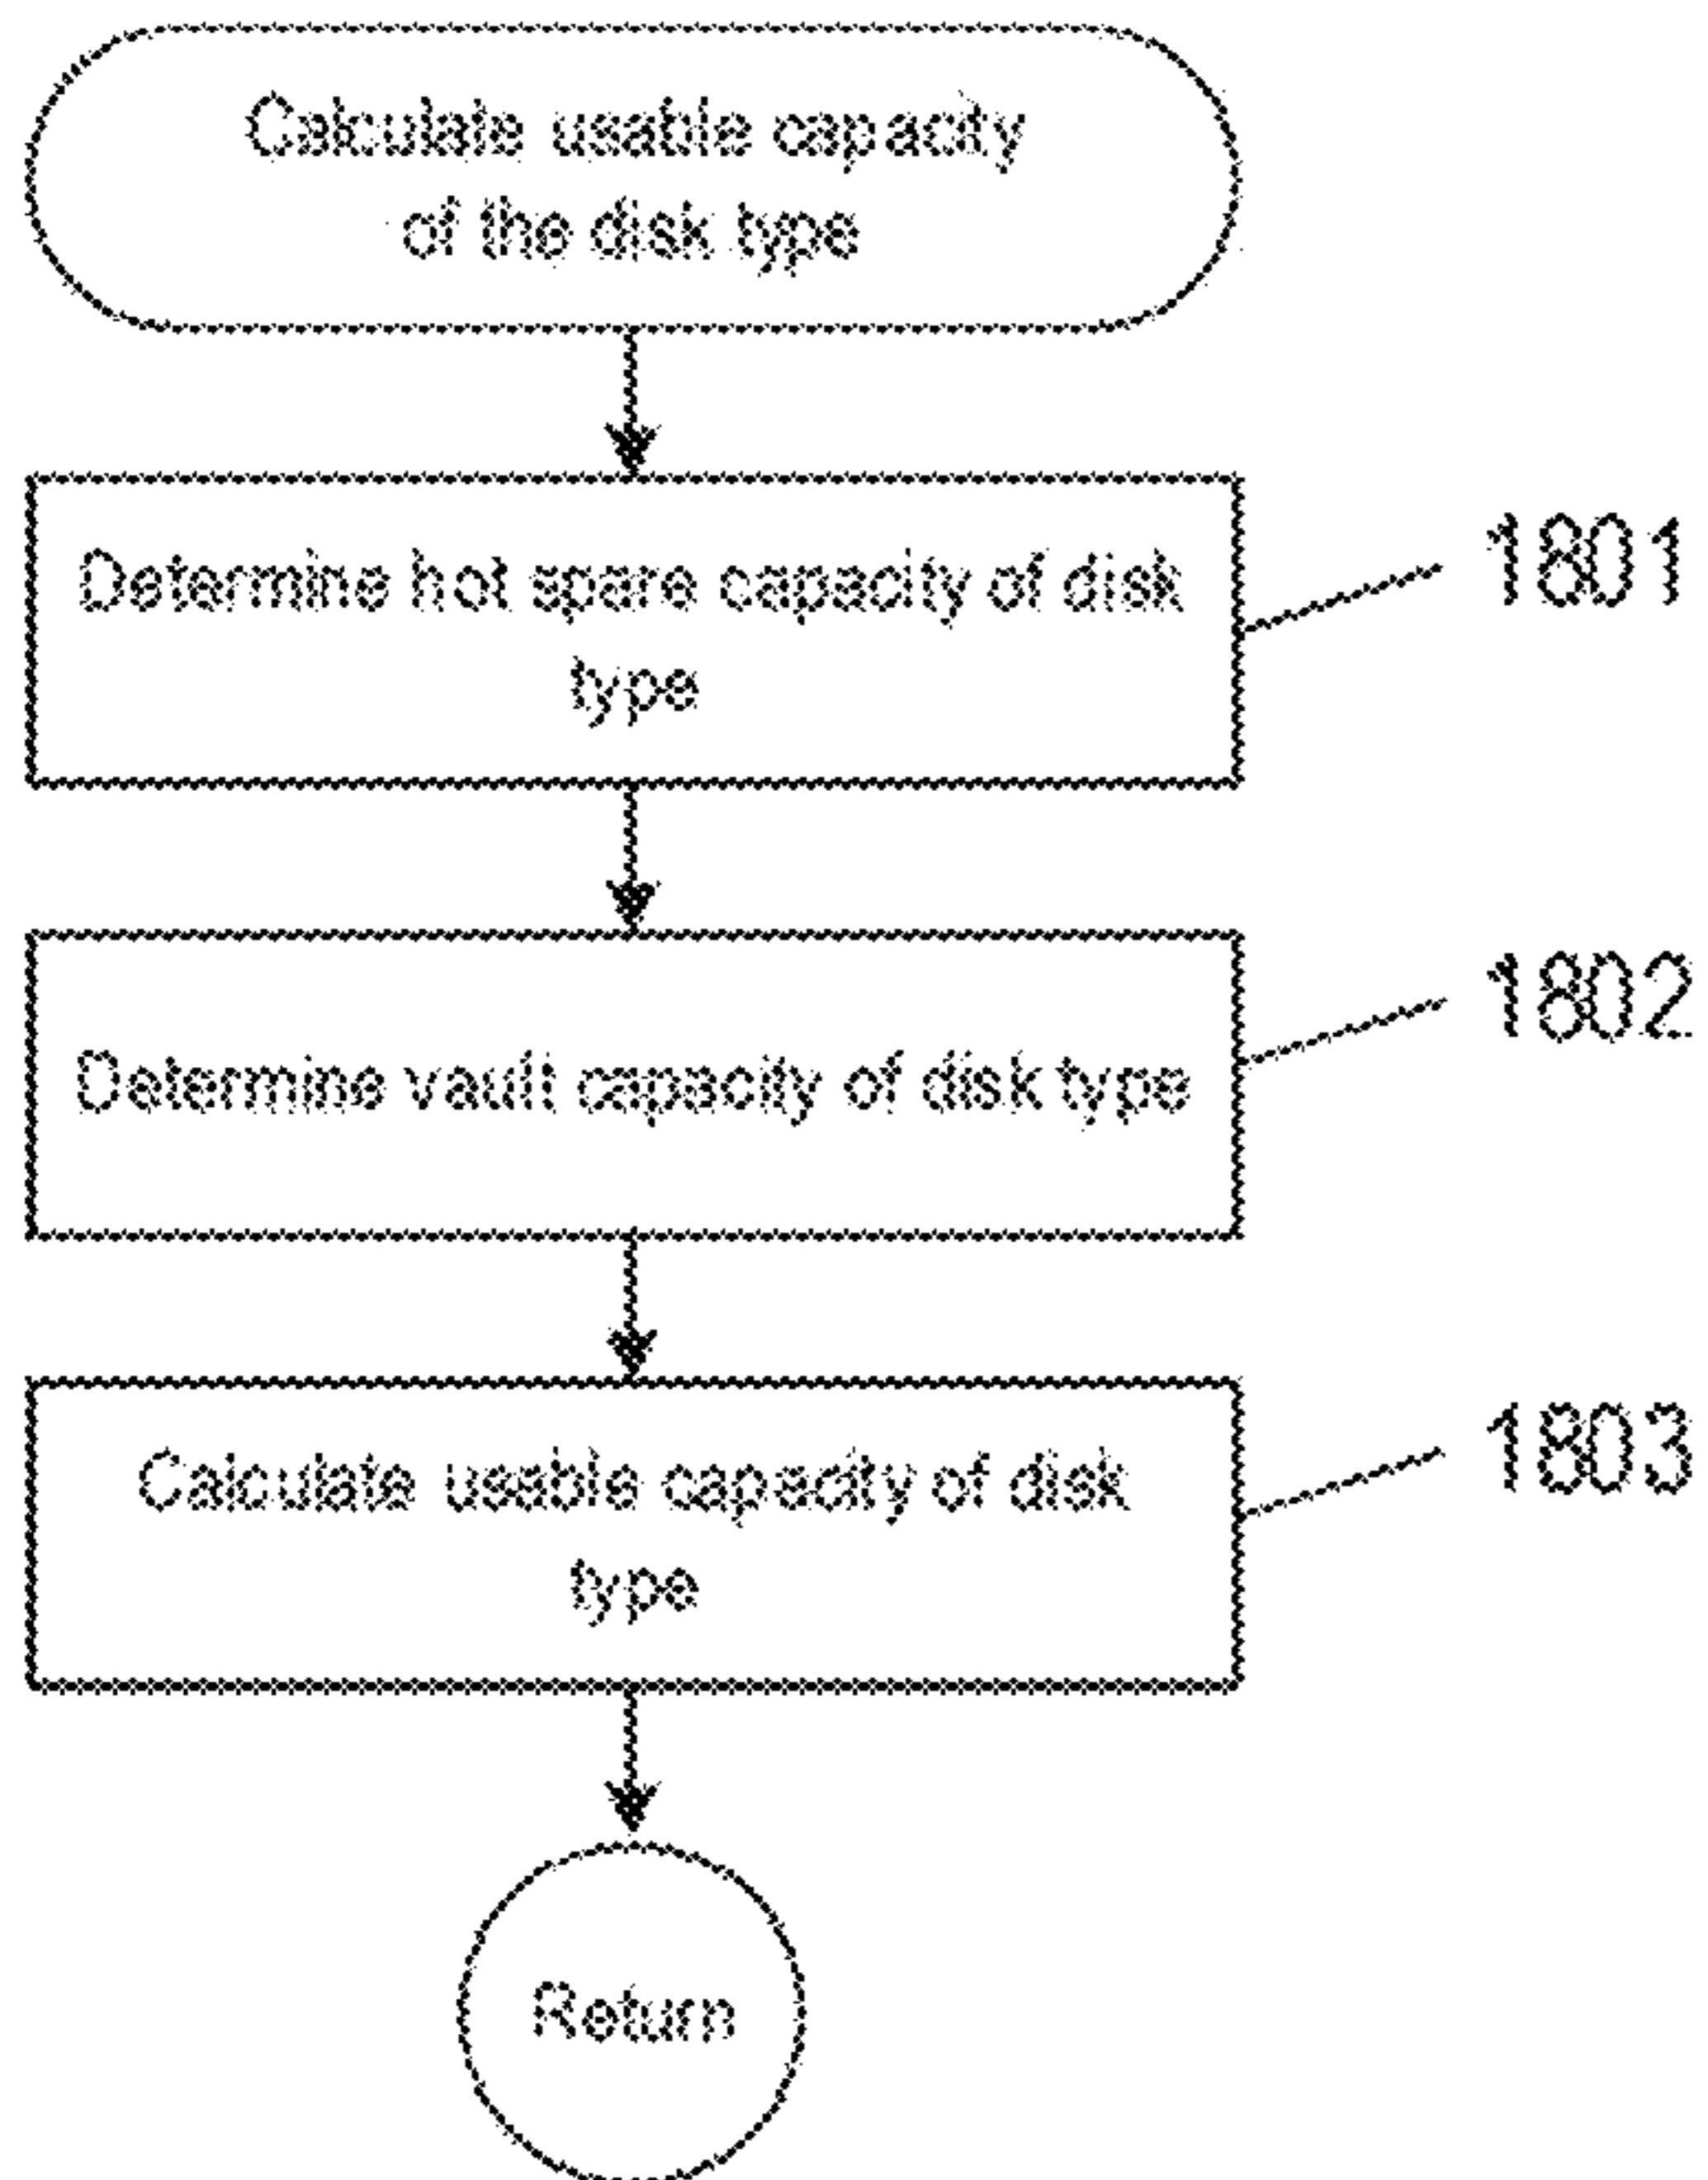 Calculate usable capacity
of the disk type
Determine hot spare capacity of disk
type
1801
Determine vault capacity of disk type
1802
Calculate usable capacity of disk
type
1803
Return